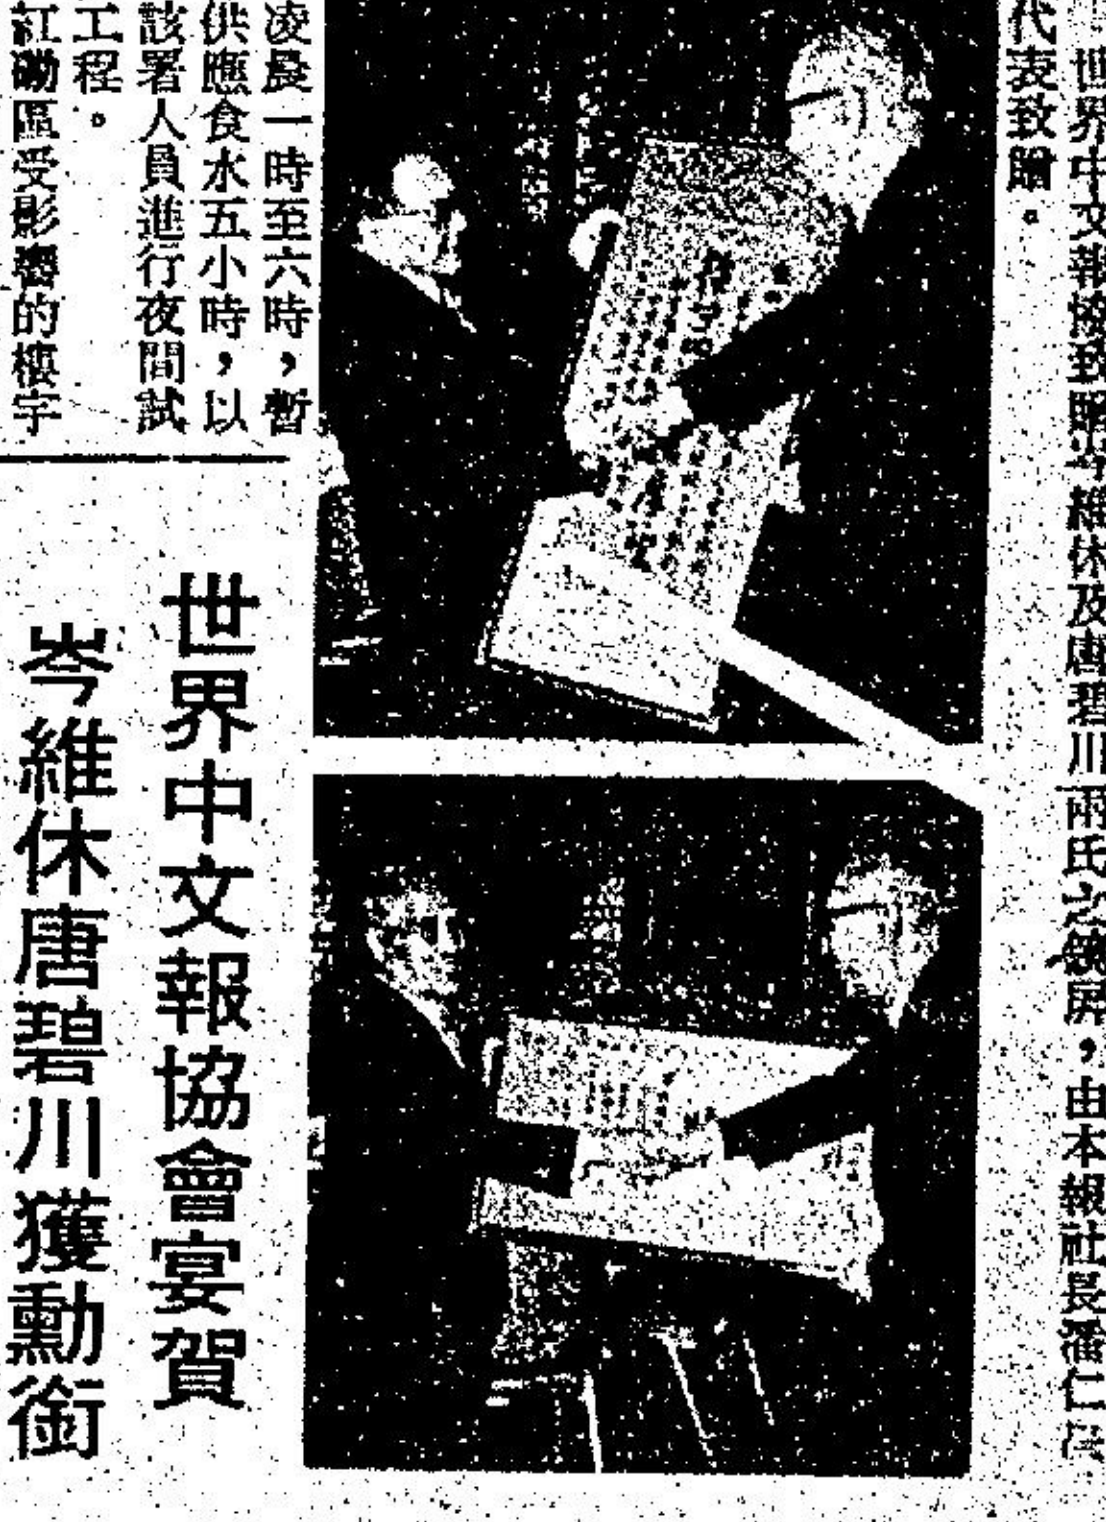 世界中文報協致贈岑維休及唐碧川兩氏之鏡屏，由本報社長潘仁
代表致贈。
凌晨一時至六時，暫
供應食水五小時，以
該署人員進行夜間試
工程。
紅磡區受影響的樓宇
世界中文報協會宴賀
岑維休唐碧川獲勳銜